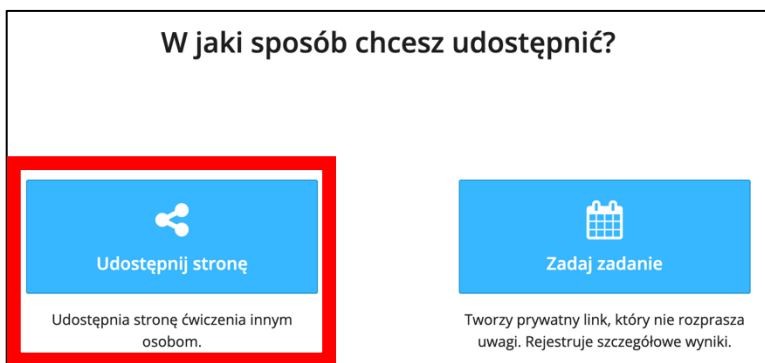 W jaki sposób chcesz udostępnić?
Udostępnij stronę
Zadaj zadanie
Udostępnia stronę ćwiczenia innym
osobom.
Tworzy prywatny link, który nie rozprasza
uwagi. Rejestruje szczegółowe wyniki.